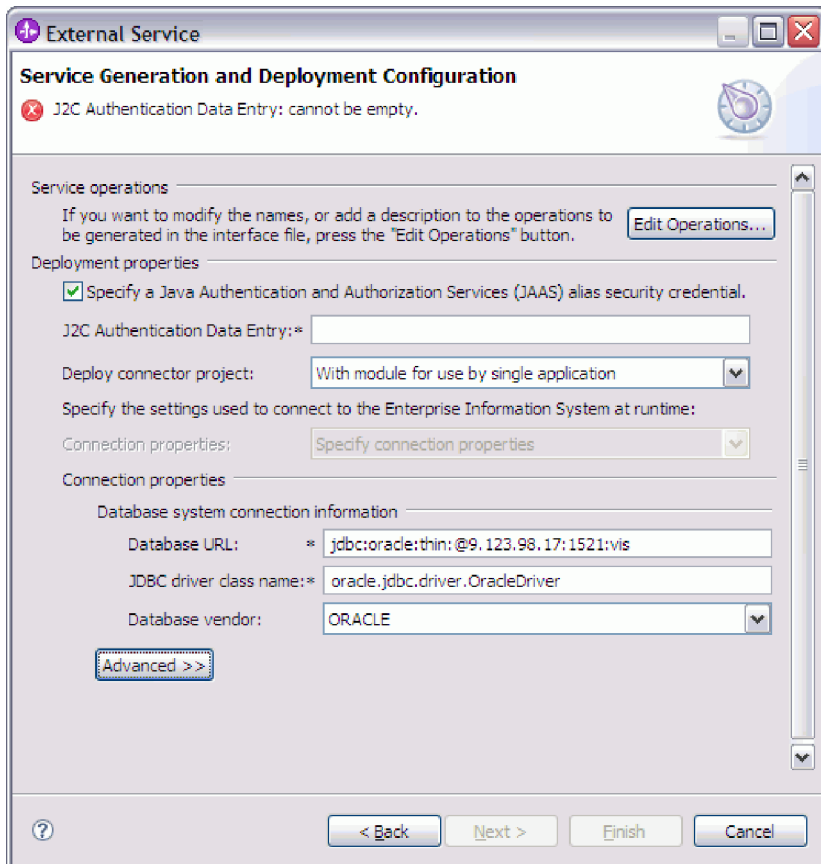 External Service
Service Generation and Deployment Configuration
J2C Authentication Data Entry: cannot be empty.
Service operations
If you want to modify the names, or add a description to the operations to
be generated in the interface file, press the "Edit Operations" button.
Edit Operations...
Deployment properties
Specify a Java Authentication and Authorization Services (JAAS) alias security credential.
J2C Authentication Data Entry:*
Deploy connector project: With module for use by single application
Specify the settings used to connect to the Enterprise Information System at runtime:
Connection properties: Specify connection properties
Connection properties
Database system connection information
Database URL: * jdbc:oracle:thin:@9.123.98.17:1521:vis
JDBC driver class name:* oracle.jdbc.driver.OracleDriver
Database vendor: ORACLE
Advanced >>
? < Back Next > Finish Cancel